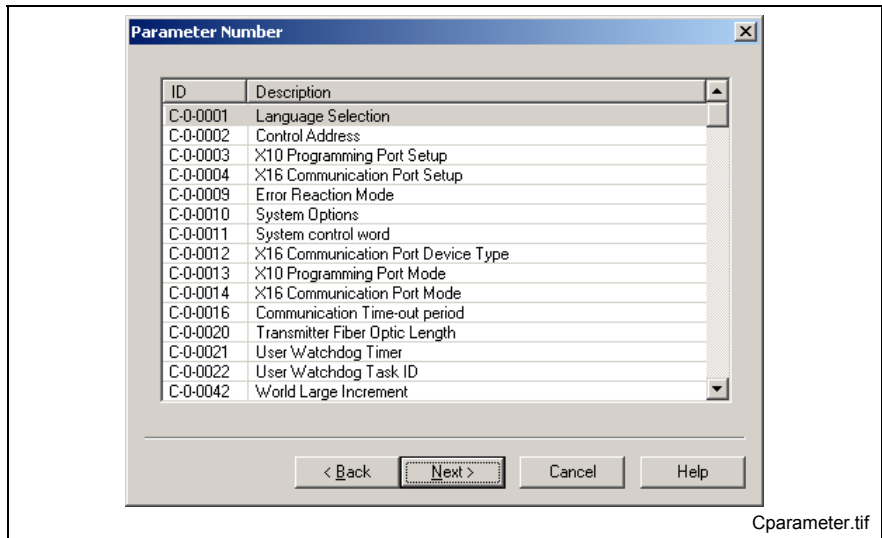 Parameter Number
ID Description
C-0-0001 Language Selection
C-0-0002 Control Address
C-0-0003 X10 Programming Port Setup
C-0-0004 X16 Communication Port Setup
C-0-0009 Error Reaction Mode
C-0-0010 System Options
C-0-0011 System control word
C-0-0012 X16 Communication Port Device Type
C-0-0013 X10 Programming Port Mode
C-0-0014 X16 Communication Port Mode
C-0-0016 Communication Time-out period
C-0-0020 Transmitter Fiber Optic Length
C-0-0021 User Watchdog Timer
C-0-0022 User Watchdog Task ID
C-0-0042 World Large Increment
< Back Next > Cancel Help
Cparameter.tif